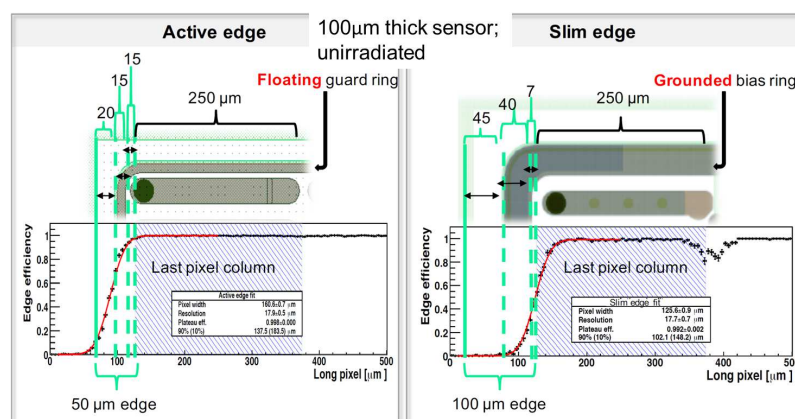 Active edge
100µm thick sensor;
unirradiated
Slim edge
15
15
20
Floating guard ring
250 µm
7
40
45
Grounded bias ring
250 µm
Edge efficiency
1
0.8
0.6
0.4
0.2
0
Last pixel column
Active edge fit
Pixel width 160.6±0.7 µm
Resolution 17.9±0.5 µm
Plateau eff. 0.998±0.000
90% (10%) 137.5 (183.5) µm
0 100 200 300 400 500
Long pixel [µm]
50 µm edge
Edge efficiency
1
0.8
0.6
0.4
0.2
0
Last pixel column
Slim edge fit
Pixel width 125.6±0.9 µm
Resolution 17.7±0.7 µm
Plateau eff. 0.992±0.002
90% (10%) 102.1 (148.2) µm
0 100 200 300 400 50
Long pixel [µm]
100 µm edge